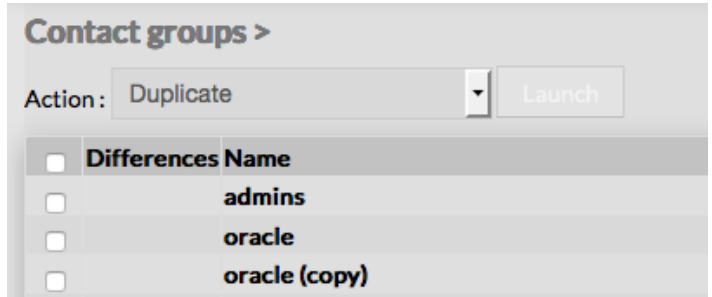 Contact groups >
Action : Duplicate Launch
Differences Name
admins
oracle
oracle (copy)